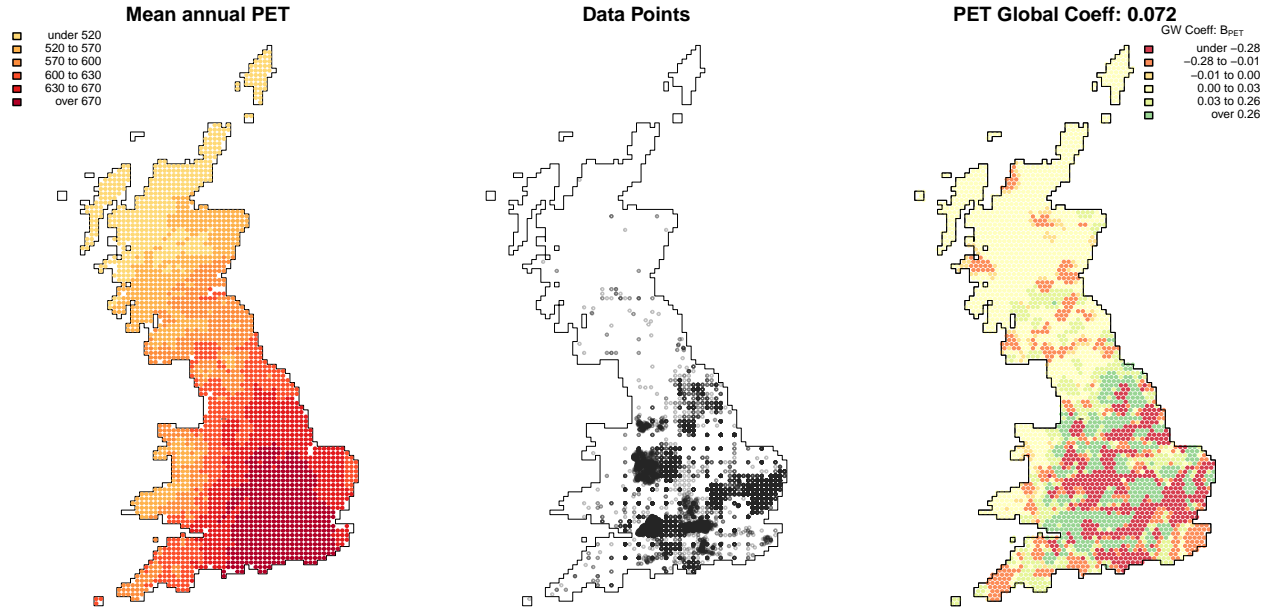 Mean annual PET
under 520
520 to 570
570 to 600
600 to 630
630 to 670
over 670
Data Points
PET Global Coeff: 0.072
GW Coeff: BPET
under −0.28
−0.28 to −0.01
−0.01 to 0.00
0.00 to 0.03
0.03 to 0.26
over 0.26